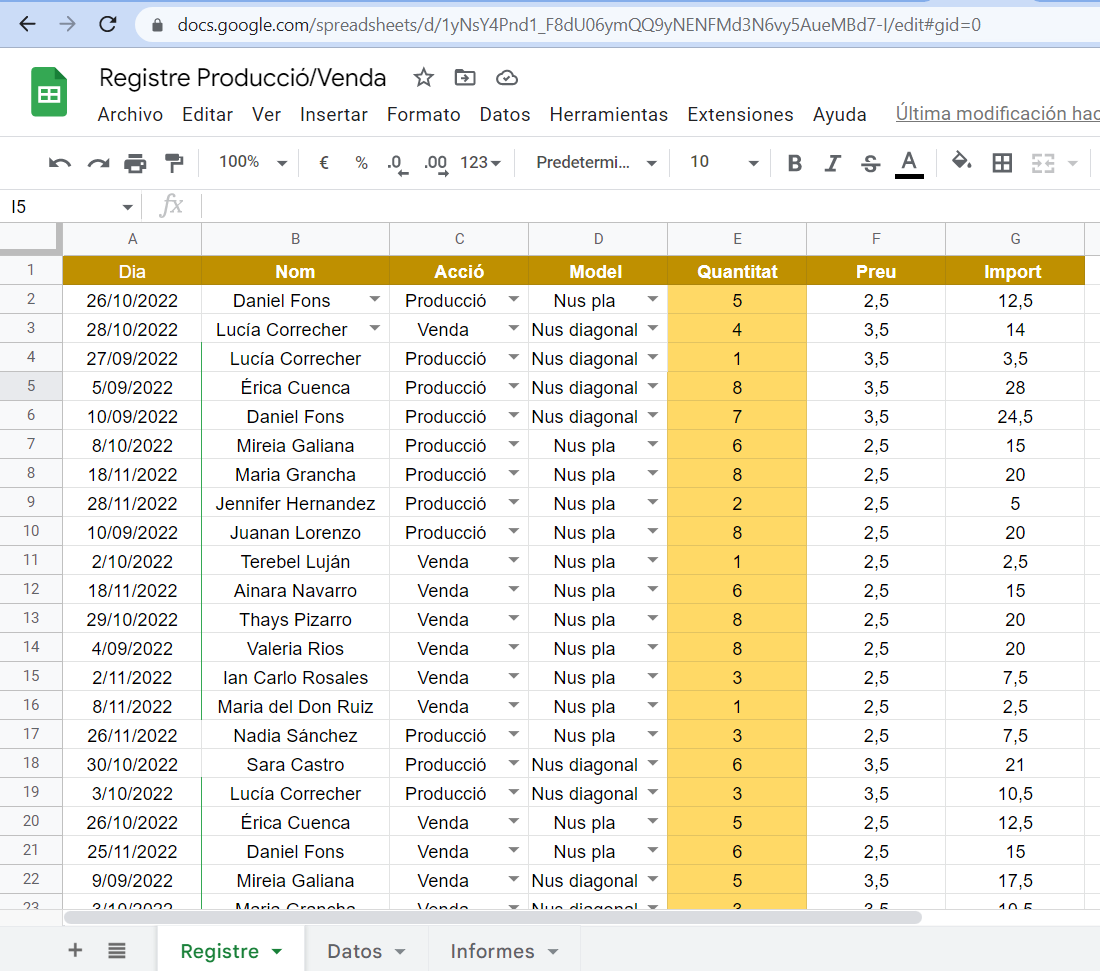 docs.google.com/spreadsheets/d/1yNsY4Pnd1_F8dU06ymQQ9yNENFMd3N6vy5AueMBd7-I/edit#gid=0
Registre Producció/Venda
Archivo Editar Ver Insertar Formato Datos Herramientas Extensiones Ayuda Última modificación hac
100% € % .0 .00 123 Predetermi... 10 B I S A
I5 fx
A B C D E F G
1 Dia Nom Acció Model Quantitat Preu Import
2 26/10/2022 Daniel Fons Producció Nus pla 5 2,5 12,5
3 28/10/2022 Lucía Correcher Venda Nus diagonal 4 3,5 14
4 27/09/2022 Lucía Correcher Producció Nus diagonal 1 3,5 3,5
5 5/09/2022 Érica Cuenca Producció Nus diagonal 8 3,5 28
6 10/09/2022 Daniel Fons Producció Nus diagonal 7 3,5 24,5
7 8/10/2022 Mireia Galiana Producció Nus pla 6 2,5 15
8 18/11/2022 Maria Grancha Producció Nus pla 8 2,5 20
9 28/11/2022 Jennifer Hernandez Producció Nus pla 2 2,5 5
10 10/09/2022 Juanan Lorenzo Producció Nus pla 8 2,5 20
11 2/10/2022 Terebel Luján Venda Nus pla 1 2,5 2,5
12 18/11/2022 Ainara Navarro Venda Nus pla 6 2,5 15
13 29/10/2022 Thays Pizarro Venda Nus pla 8 2,5 20
14 4/09/2022 Valeria Rios Venda Nus pla 8 2,5 20
15 2/11/2022 Ian Carlo Rosales Venda Nus pla 3 2,5 7,5
16 8/11/2022 Maria del Don Ruiz Venda Nus pla 1 2,5 2,5
17 26/11/2022 Nadia Sánchez Producció Nus pla 3 2,5 7,5
18 30/10/2022 Sara Castro Producció Nus diagonal 6 3,5 21
19 3/10/2022 Lucía Correcher Producció Nus diagonal 3 3,5 10,5
20 26/10/2022 Érica Cuenca Venda Nus pla 5 2,5 12,5
21 25/11/2022 Daniel Fons Venda Nus pla 6 2,5 15
22 9/09/2022 Mireia Galiana Venda Nus diagonal 5 3,5 17,5
23 3/10/2022 Maria Grancha Venda Nus diagonal 3 3,5 10,5
Registre Datos Informes